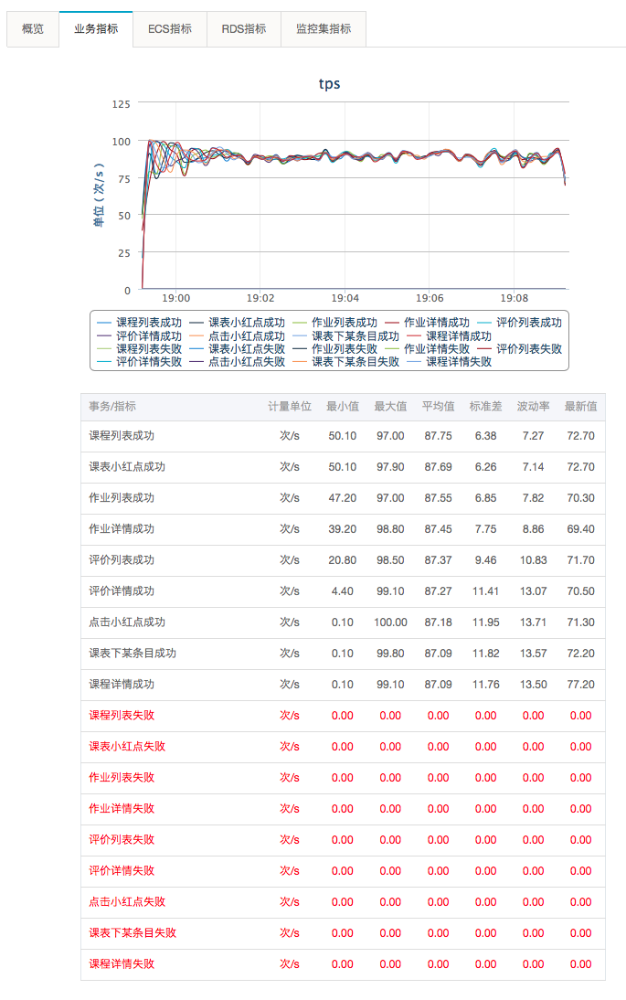 概览 业务指标 ECS指标 RDS指标 监控集指标
tps
125
100
75
50
25
0
单位（次/s）
19:00 19:02 19:04 19:06 19:08
课程列表成功 课表小红点成功 作业列表成功 作业详情成功 评价列表成功
评价详情成功 点击小红点成功 课表下某条目成功 课程详情成功
课程列表失败 课表小红点失败 作业列表失败 作业详情失败 评价列表失败
评价详情失败 点击小红点失败 课表下某条目失败 课程详情失败
事务/指标 计量单位 最小值 最大值 平均值 标准差 波动率 最新值
课程列表成功 次/s 50.10 97.00 87.75 6.38 7.27 72.70
课表小红点成功 次/s 50.10 97.90 87.69 6.26 7.14 72.70
作业列表成功 次/s 47.20 97.00 87.55 6.85 7.82 70.30
作业详情成功 次/s 39.20 98.80 87.45 7.75 8.86 69.40
评价列表成功 次/s 20.80 98.50 87.37 9.46 10.83 71.70
评价详情成功 次/s 4.40 99.10 87.27 11.41 13.07 70.50
点击小红点成功 次/s 0.10 100.00 87.18 11.95 13.71 71.30
课表下某条目成功 次/s 0.10 99.80 87.09 11.82 13.57 72.20
课程详情成功 次/s 0.10 99.10 87.09 11.76 13.50 77.20
课程列表失败 次/s 0.00 0.00 0.00 0.00 0.00 0.00
课表小红点失败 次/s 0.00 0.00 0.00 0.00 0.00 0.00
作业列表失败 次/s 0.00 0.00 0.00 0.00 0.00 0.00
作业详情失败 次/s 0.00 0.00 0.00 0.00 0.00 0.00
评价列表失败 次/s 0.00 0.00 0.00 0.00 0.00 0.00
评价详情失败 次/s 0.00 0.00 0.00 0.00 0.00 0.00
点击小红点失败 次/s 0.00 0.00 0.00 0.00 0.00 0.00
课表下某条目失败 次/s 0.00 0.00 0.00 0.00 0.00 0.00
课程详情失败 次/s 0.00 0.00 0.00 0.00 0.00 0.00